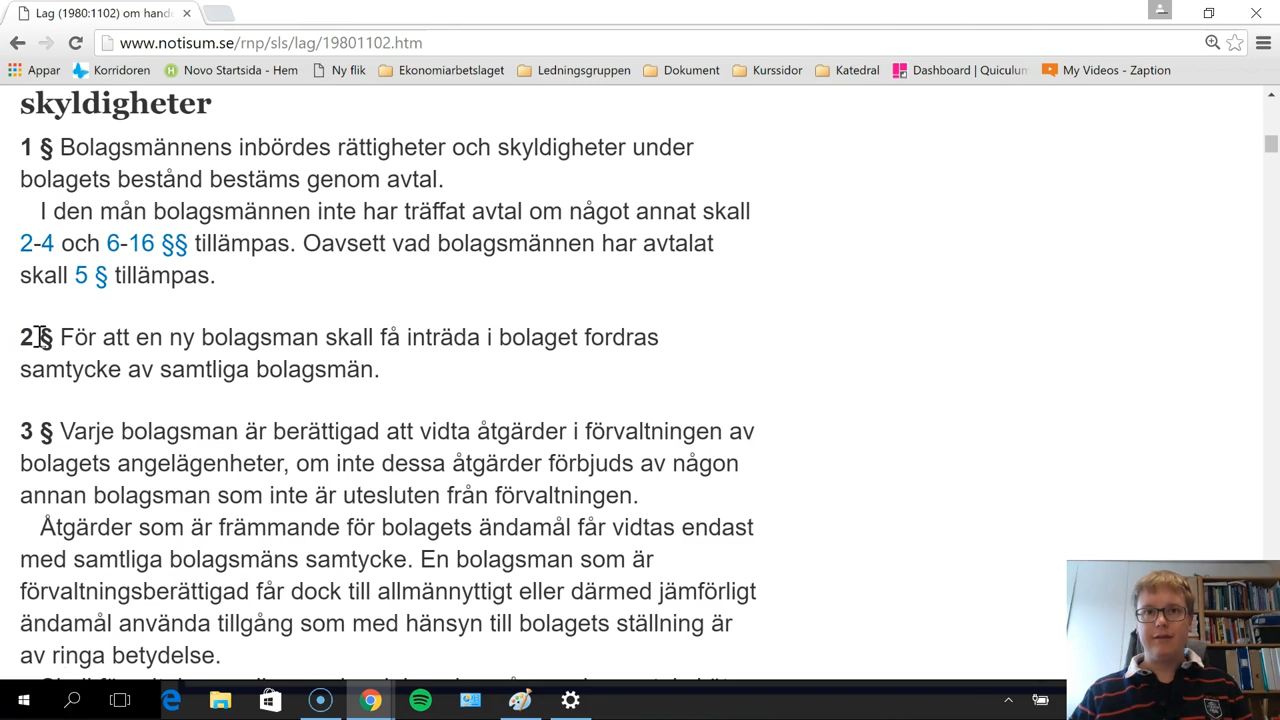 Lag (1980:1102) om hand
www.notisum.se/rnp/sls/lag/19801102.htm
Appar Korridoren Novo Startsida - Hem Ny flik Ekonomiarbetslaget Ledningsgruppen Dokument Kurssidor Katedral Dashboard | Quiculum My Videos - Zaption
skyldigheter
1 § Bolagsmännens inbördes rättigheter och skyldigheter under
bolagets bestånd bestäms genom avtal.
I den mån bolagsmännen inte har träffat avtal om något annat skall
2-4 och 6-16 §§ tillämpas. Oavsett vad bolagsmännen har avtalat
skall 5 § tillämpas.
2 § För att en ny bolagsman skall få inträda i bolaget fordras
samtycke av samtliga bolagsmän.
3 § Varje bolagsman är berättigad att vidta åtgärder i förvaltningen av
bolagets angelägenheter, om inte dessa åtgärder förbjuds av någon
annan bolagsman som inte är utesluten från förvaltningen.
Åtgärder som är främmande för bolagets ändamål får vidtas endast
med samtliga bolagsmäns samtycke. En bolagsman som är
förvaltningsberättigad får dock till allmännyttigt eller därmed jämförligt
ändamål använda tillgång som med hänsyn till bolagets ställning är
av ringa betydelse.